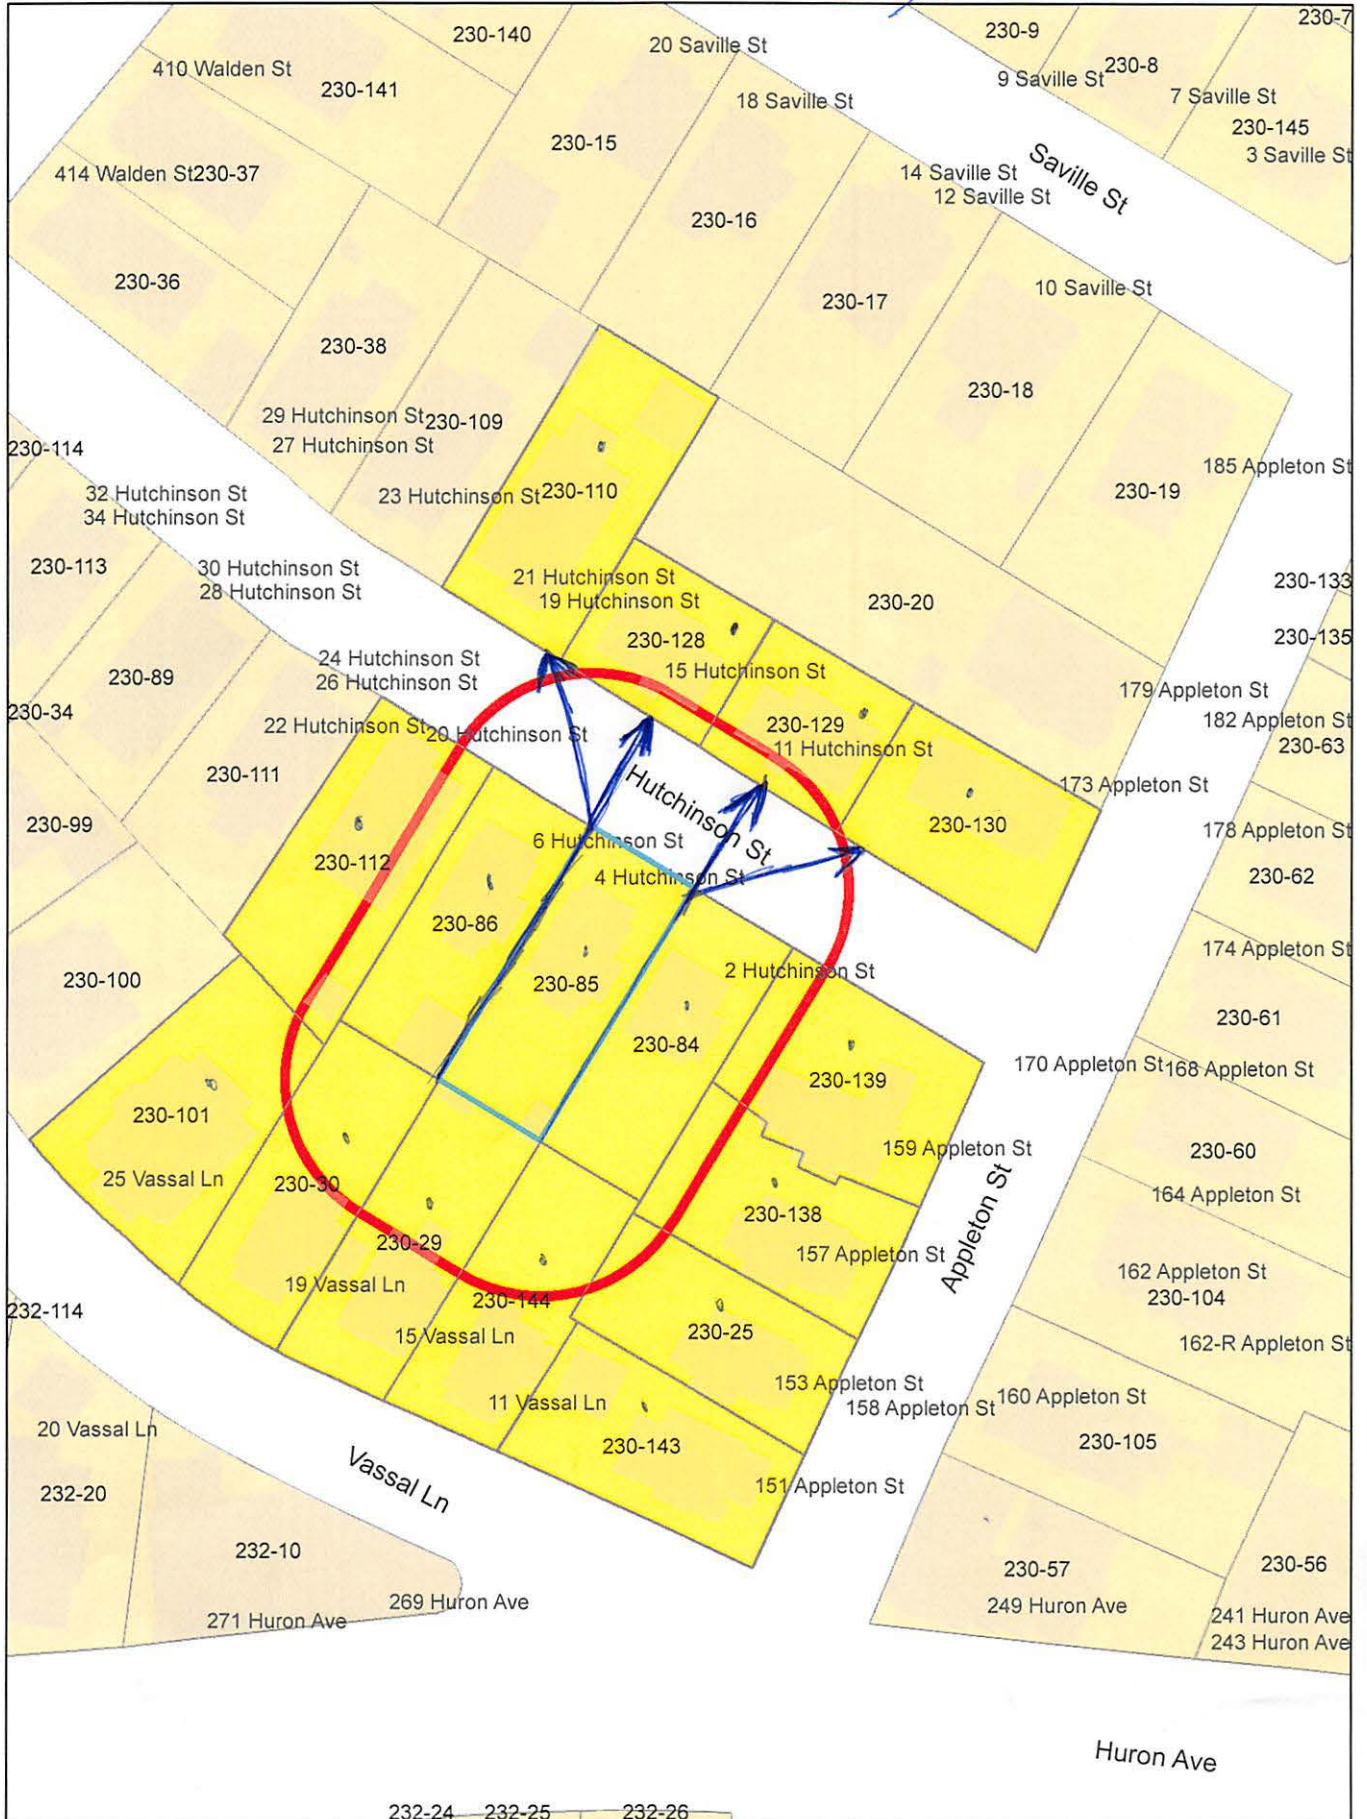 230-140
20 Saville St
230-9
230-7
410 Walden St
230-141
18 Saville St
9 Saville St
230-8
7 Saville St
230-145
3 Saville St
230-15
414 Walden St
230-37
14 Saville St
12 Saville St
Saville St
230-16
230-36
230-17
10 Saville St
230-38
230-18
29 Hutchinson St
230-109
27 Hutchinson St
230-114
185 Appleton St
32 Hutchinson St
34 Hutchinson St
23 Hutchinson St
230-110
230-19
230-113
30 Hutchinson St
28 Hutchinson St
21 Hutchinson St
19 Hutchinson St
230-20
230-133
230-128
230-135
24 Hutchinson St
26 Hutchinson St
15 Hutchinson St
230-89
179 Appleton St
230-34
22 Hutchinson St
20 Hutchinson St
230-129
11 Hutchinson St
182 Appleton St
230-63
230-111
Hutchinson St
173 Appleton St
230-99
230-112
6 Hutchinson St
230-130
178 Appleton St
4 Hutchinson St
230-62
230-86
174 Appleton St
230-100
230-85
2 Hutchinson St
230-61
230-84
230-139
170 Appleton St
168 Appleton St
230-101
159 Appleton St
230-60
25 Vassal Ln
230-30
230-138
164 Appleton St
230-29
157 Appleton St
Appleton St
162 Appleton St
19 Vassal Ln
230-144
230-104
232-114
15 Vassal Ln
230-25
162-R Appleton St
153 Appleton St
11 Vassal Ln
158 Appleton St
160 Appleton St
20 Vassal Ln
230-143
230-105
Vassal Ln
151 Appleton St
232-20
232-10
230-57
230-56
269 Huron Ave
249 Huron Ave
271 Huron Ave
241 Huron Ave
243 Huron Ave
Huron Ave
232-24
232-25
232-26